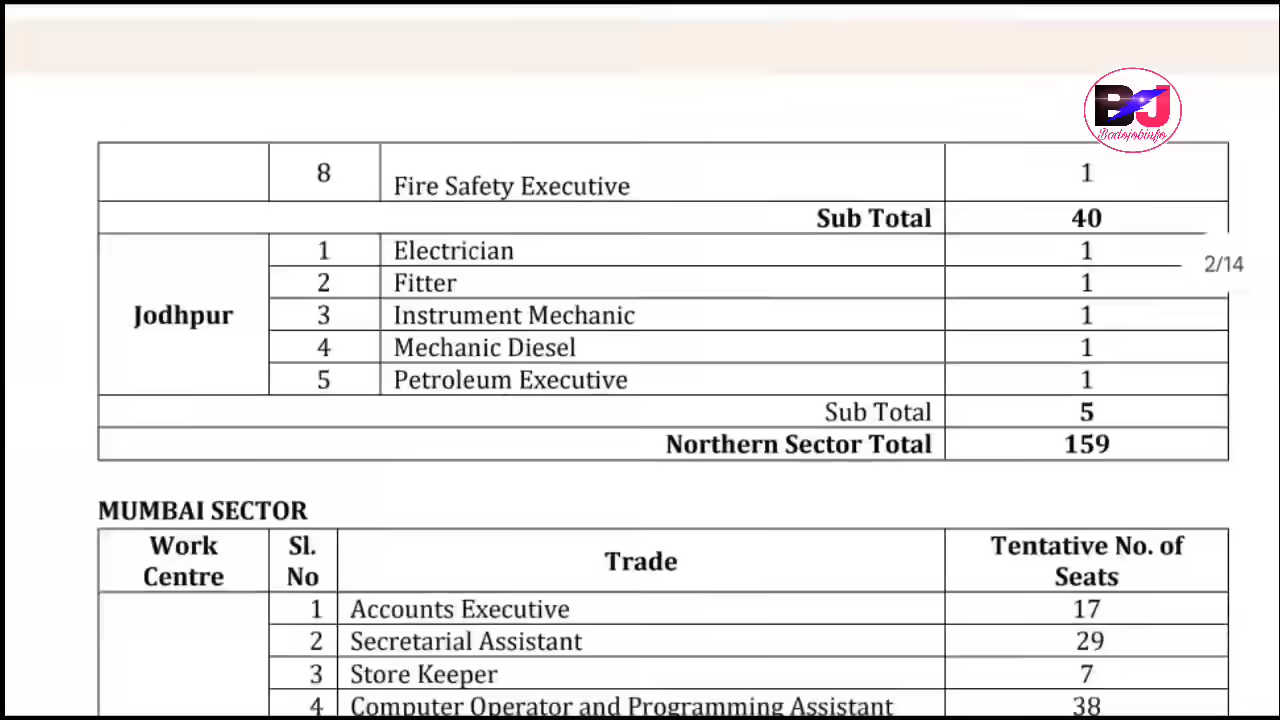 BJ
Bodojobinfo
8 Fire Safety Executive 1
Sub Total 40
2/14
Jodhpur
1 Electrician 1
2 Fitter 1
3 Instrument Mechanic 1
4 Mechanic Diesel 1
5 Petroleum Executive 1
Sub Total 5
Northern Sector Total 159
MUMBAI SECTOR
Work Centre Sl. No Trade Tentative No. of Seats
1 Accounts Executive 17
2 Secretarial Assistant 29
3 Store Keeper 7
4 Computer Operator and Programming Assistant 38